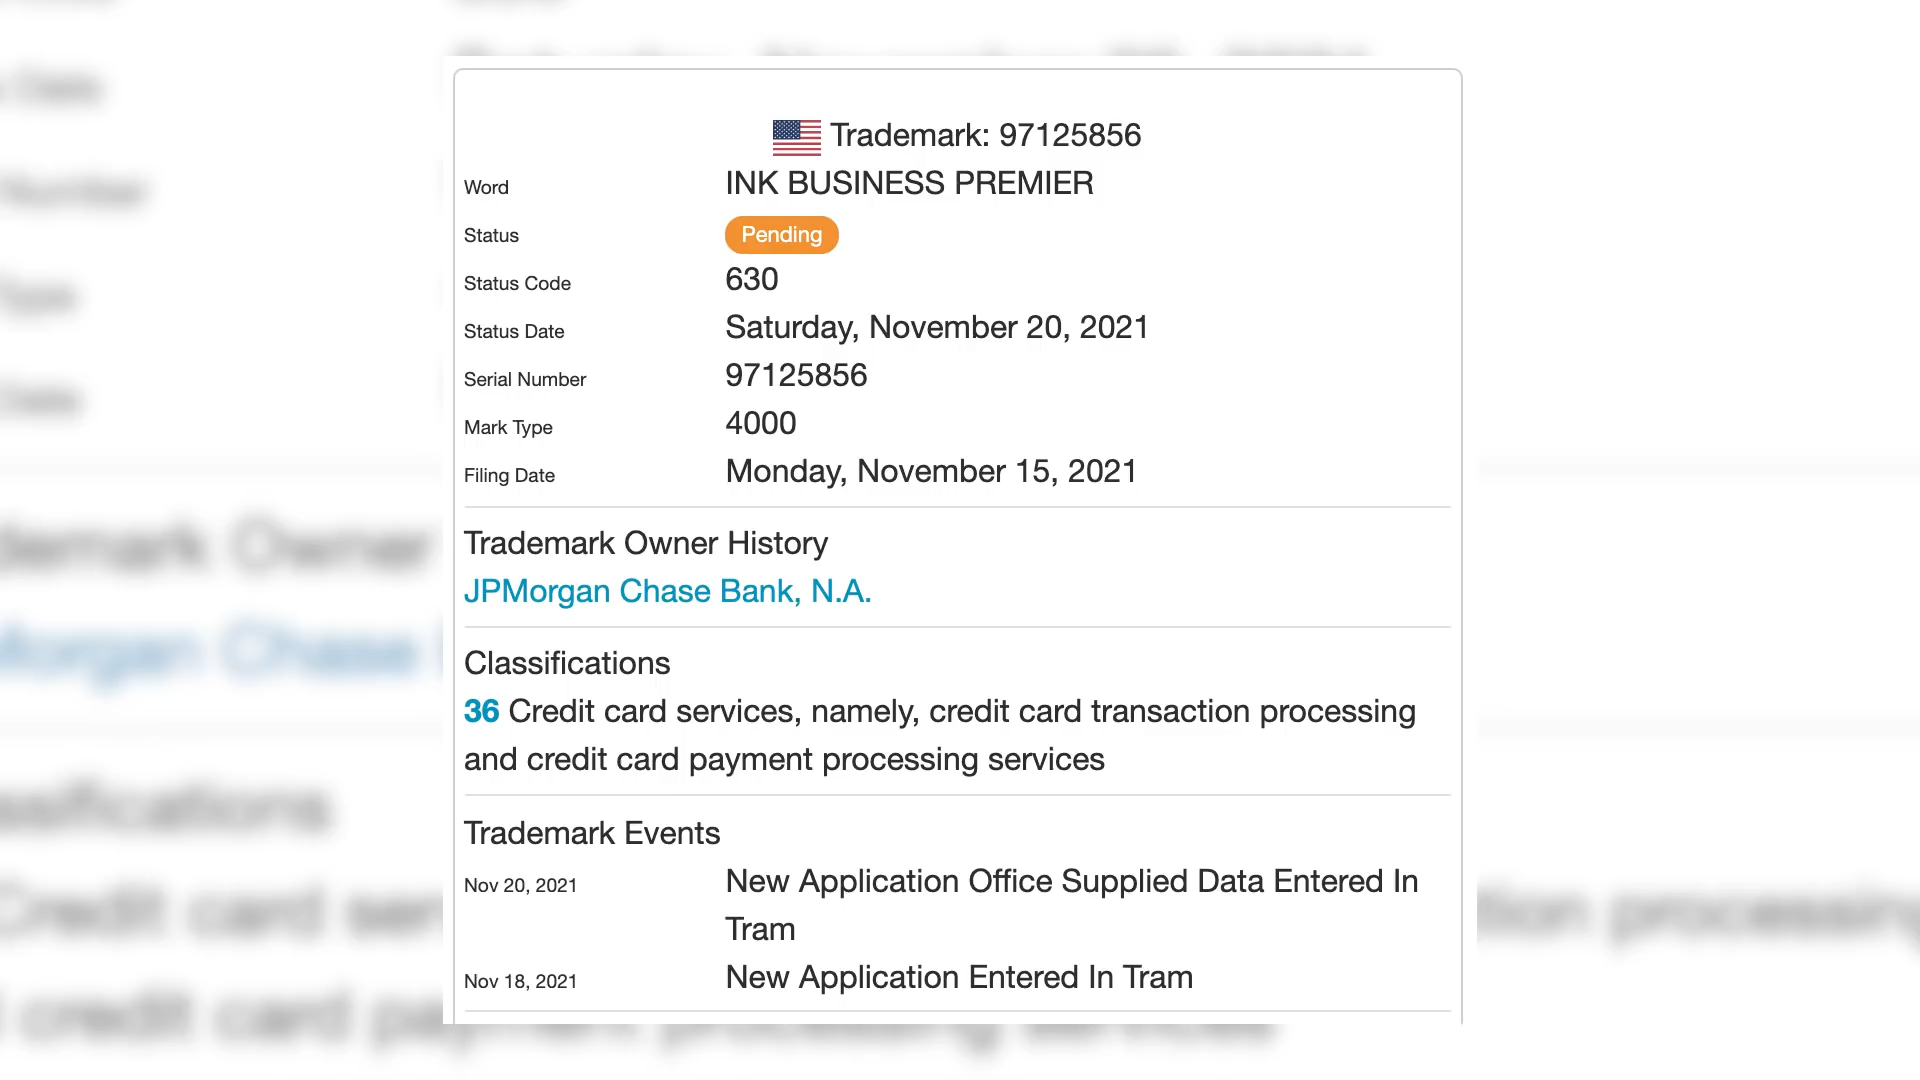 Trademark: 97125856
Word INK BUSINESS PREMIER
Status Pending
Status Code 630
Status Date Saturday, November 20, 2021
Serial Number 97125856
Mark Type 4000
Filing Date Monday, November 15, 2021
Trademark Owner History
JPMorgan Chase Bank, N.A.
Classifications
36 Credit card services, namely, credit card transaction processing
and credit card payment processing services
Trademark Events
Nov 20, 2021 New Application Office Supplied Data Entered In
Tram
Nov 18, 2021 New Application Entered In Tram